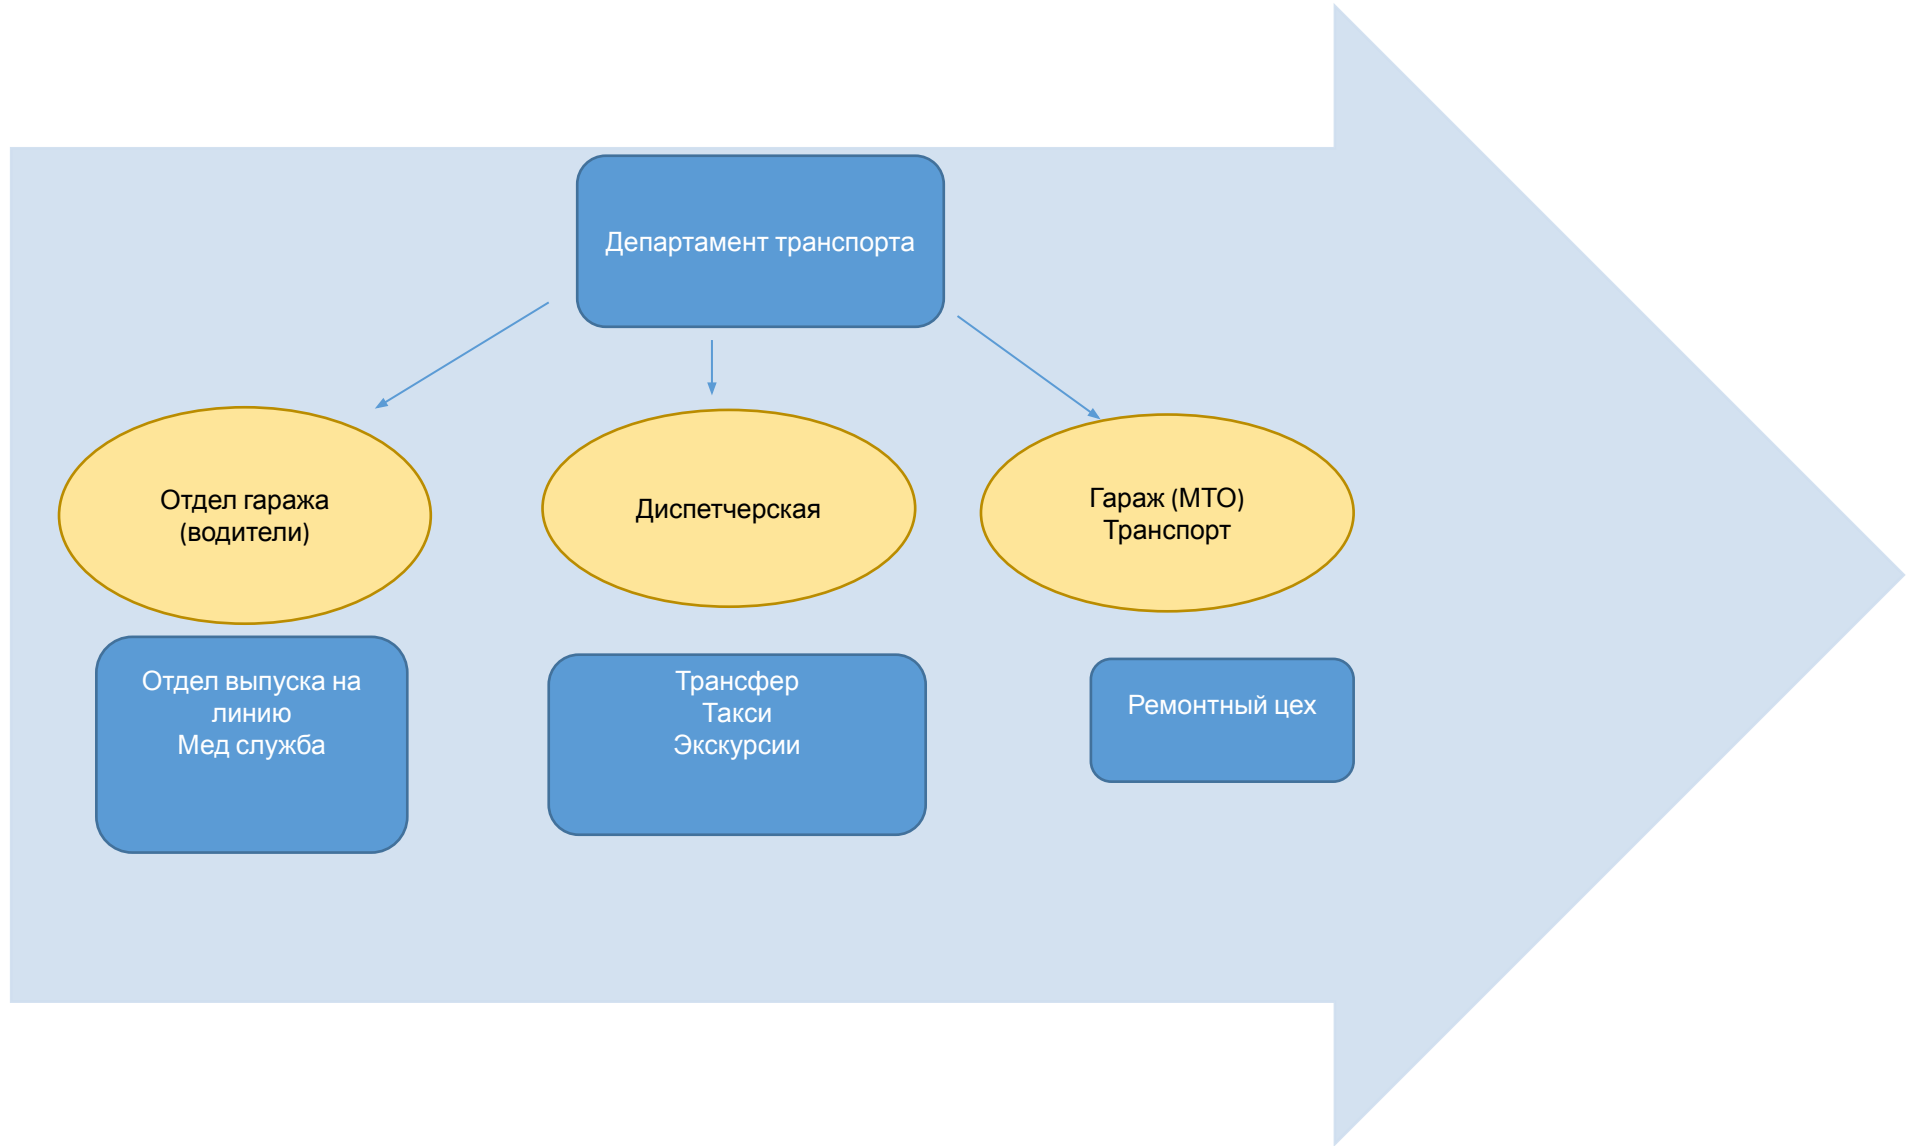 Департамент транспорта
Отдел гаража
(водители)
Диспетчерская
Гараж (МТО)
Транспорт
Отдел выпуска на
линию
Мед служба
Трансфер
Такси
Экскурсии
Ремонтный цех